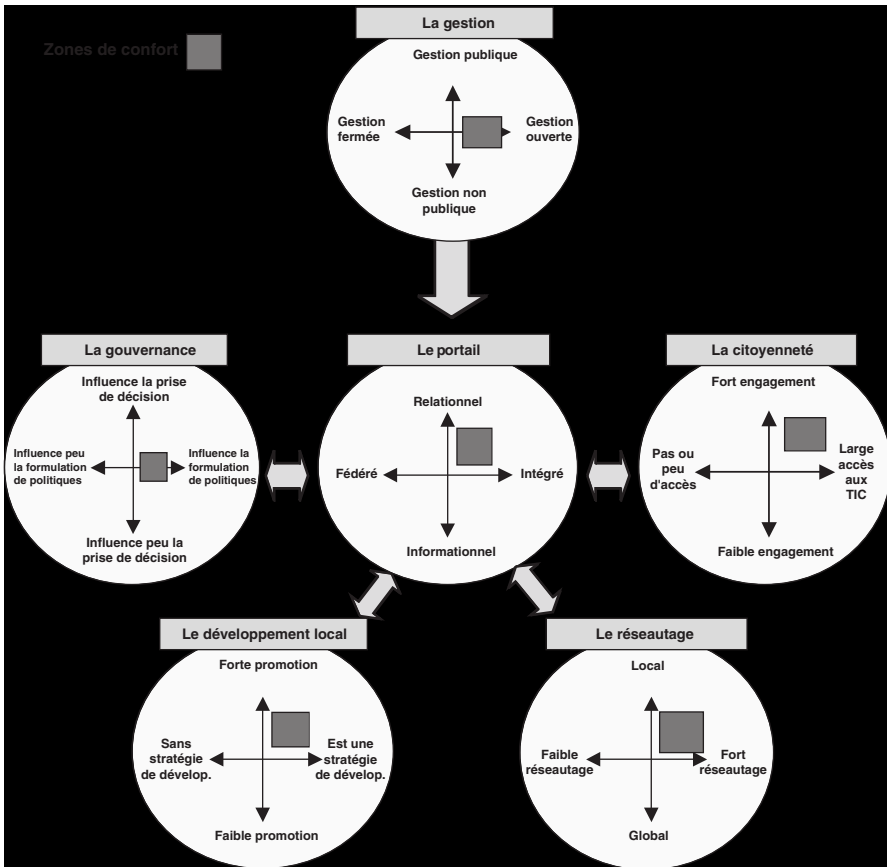 Zones de confort
La gestion
Gestion publique
Gestion
fermée
Gestion
ouverte
Gestion non
publique
La gouvernance
Influence la prise
de décision
Influence peu
la formulation
de politiques
Influence la
formulation
de politiques
Influence peu la
prise de décision
Le portail
Relationnel
Fédéré
Intégré
Informationnel
La citoyenneté
Fort engagement
Pas ou
peu
d'accès
Large
accès
aux
TIC
Faible engagement
Le développement local
Forte promotion
Sans
stratégie
de dévelop.
Est une
stratégie
de dévelop.
Faible promotion
Le réseautage
Local
Faible
réseautage
Fort
réseautage
Global